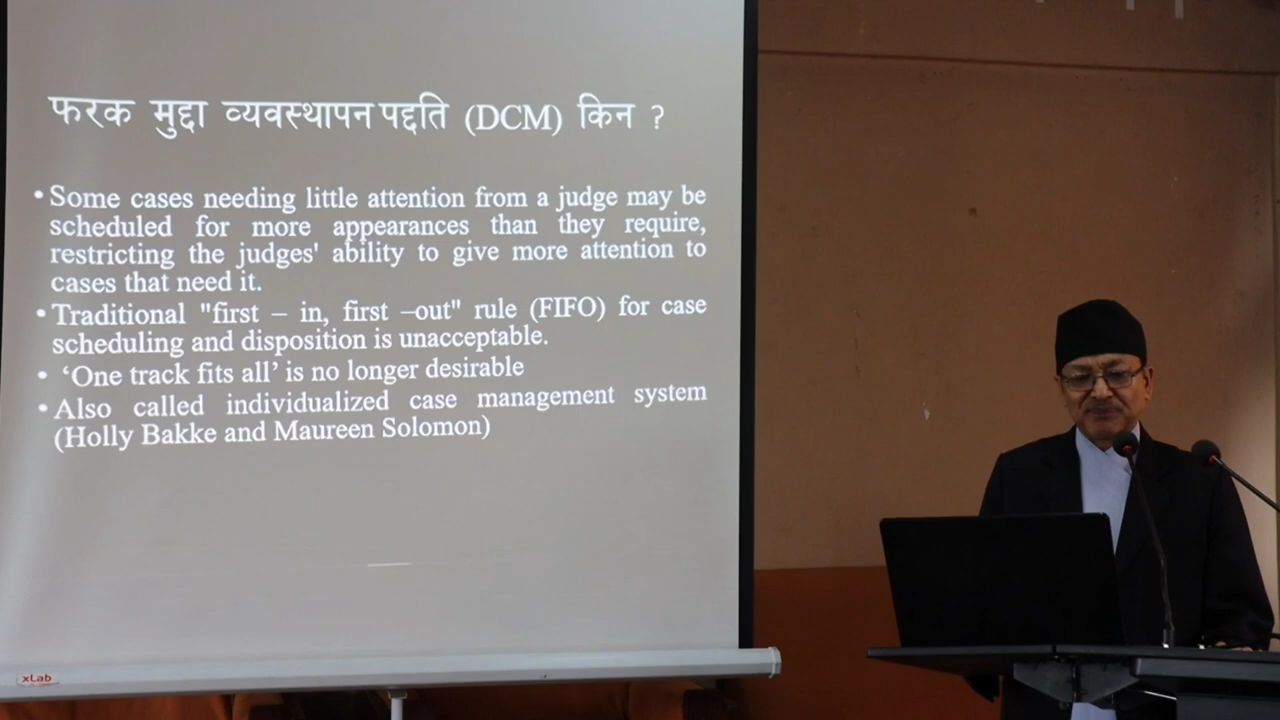 फरक मुद्दा व्यवस्थापन पद्दति (DCM) किन ?
• Some cases needing little attention from a judge may be
scheduled for more appearances than they require,
restricting the judges' ability to give more attention to
cases that need it.
• Traditional "first – in, first –out" rule (FIFO) for case
scheduling and disposition is unacceptable.
• ‘One track fits all’ is no longer desirable
• Also called individualized case management system
(Holly Bakke and Maureen Solomon)
xLab